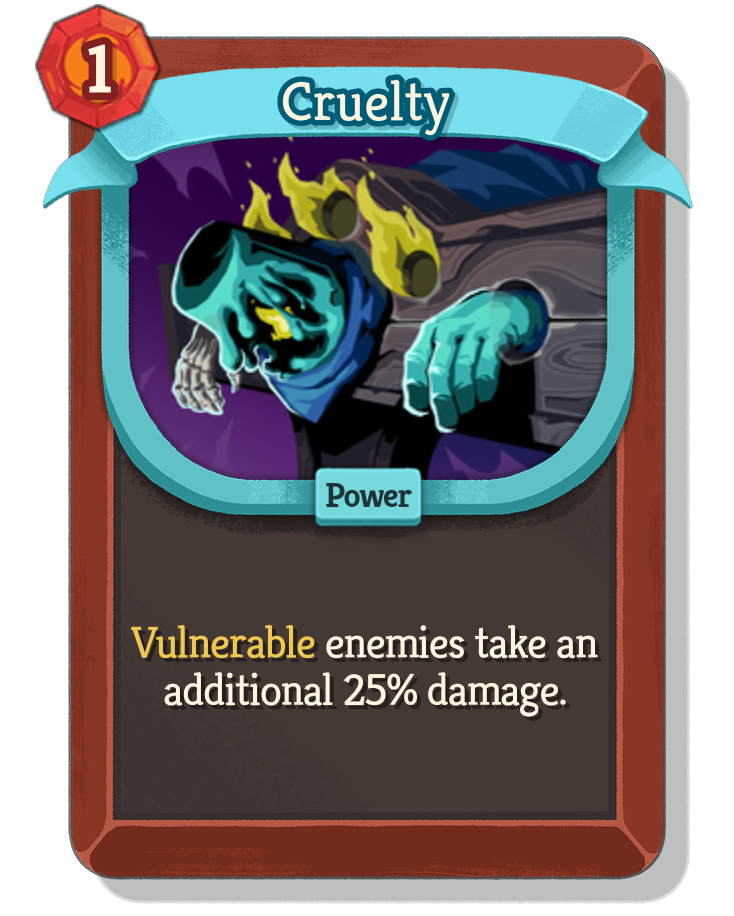 1
Cruelty
Power
Vulnerable enemies take an
additional 25% damage.